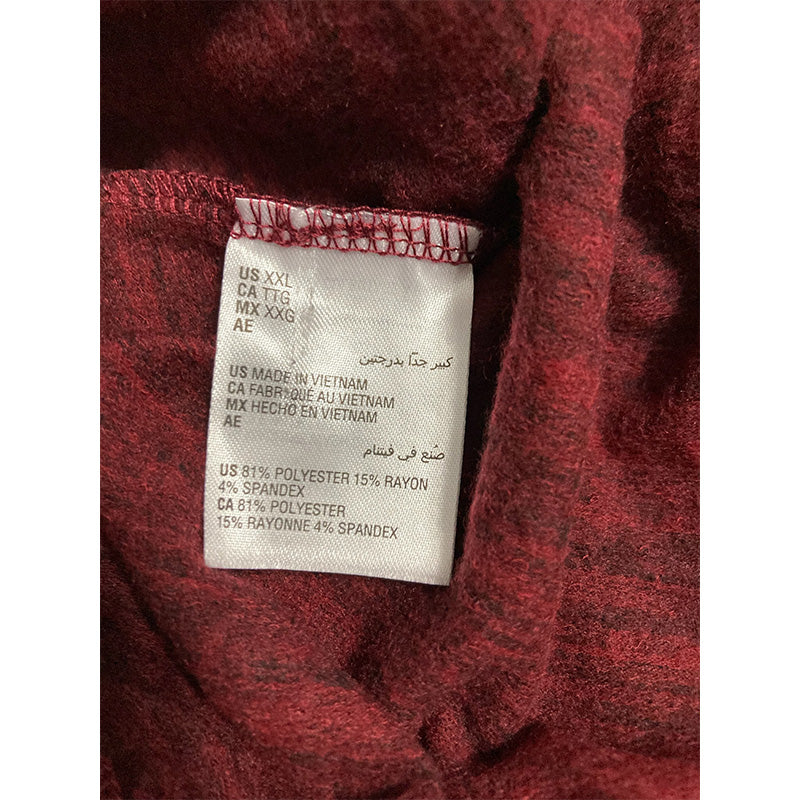 US XXL
CA TTG
MX XXG
AE
كبير جدًا بدرجتين
US MADE IN VIETNAM
CA FABRIQUÉ AU VIETNAM
MX HECHO EN VIETNAM
AE
صُنع في فيتنام
US 81% POLYESTER 15% RAYON
4% SPANDEX
CA 81% POLYESTER
15% RAYONNE 4% SPANDEX